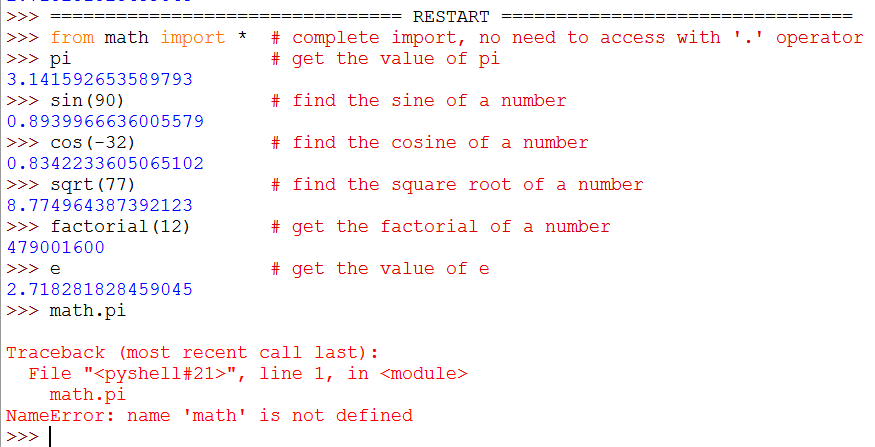 >>> ================================ RESTART ================================
>>> from math import *  # complete import, no need to access with '.' operator
>>> pi                  # get the value of pi
3.141592653589793
>>> sin(90)             # find the sine of a number
0.8939966636005579
>>> cos(-32)            # find the cosine of a number
0.8342233605065102
>>> sqrt(77)            # find the square root of a number
8.774964387392123
>>> factorial(12)       # get the factorial of a number
479001600
>>> e                   # get the value of e
2.718281828459045
>>> math.pi

Traceback (most recent call last):
  File "<pyshell#21>", line 1, in <module>
    math.pi
NameError: name 'math' is not defined
>>>